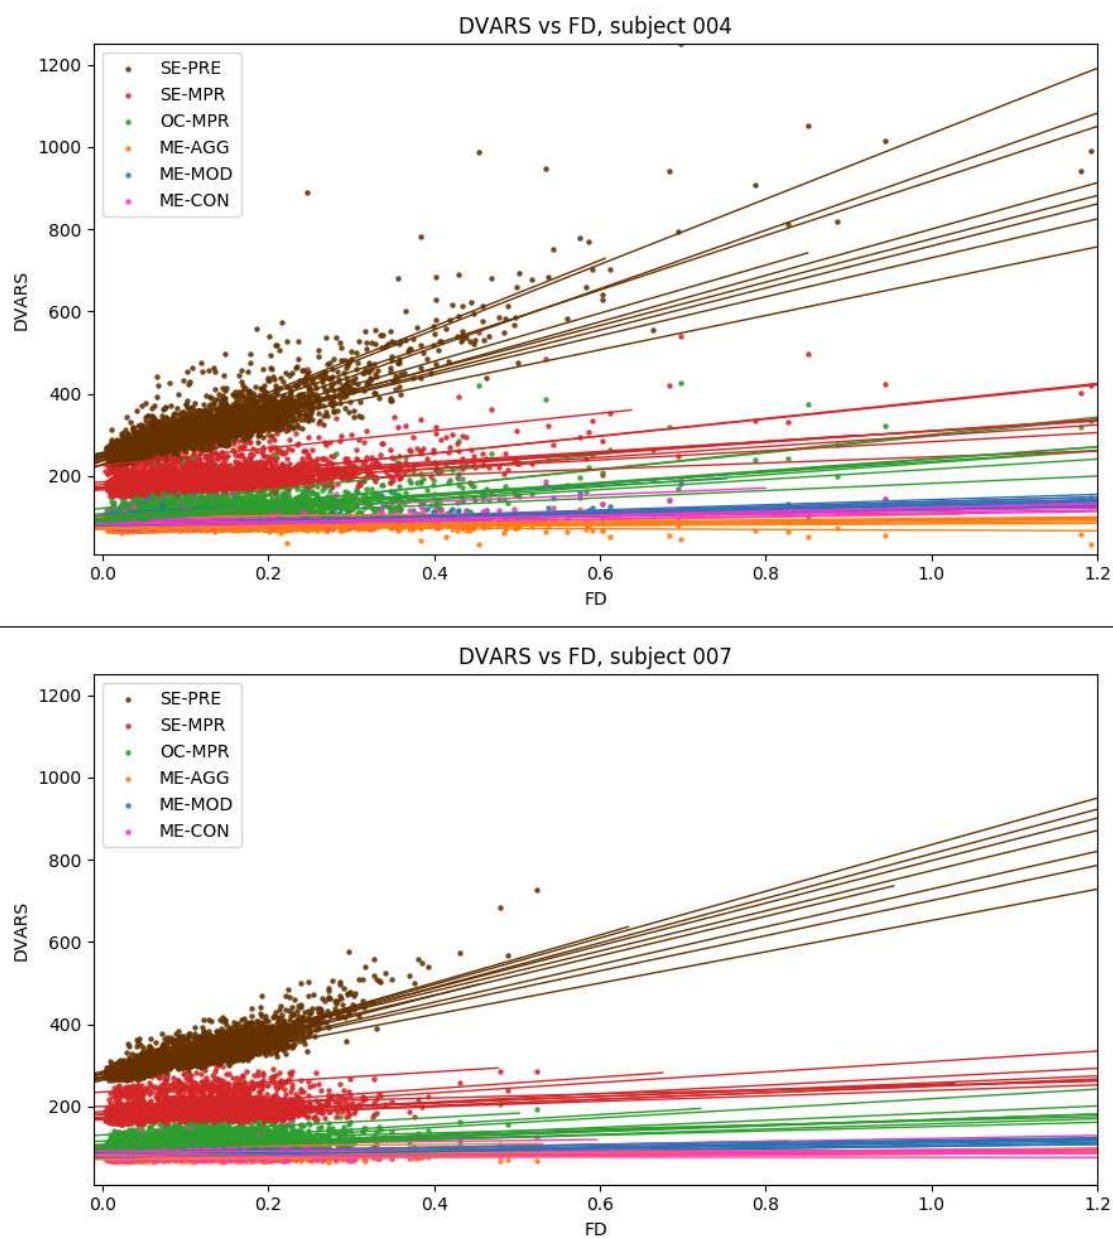 DVARS vs FD, subject 004
1200
1000
800
600
400
200
DVARS
SE-PRE
SE-MPR
OC-MPR
ME-AGG
ME-MOD
ME-CON
0.0 0.2 0.4 0.6 0.8 1.0 1.2
FD
DVARS vs FD, subject 007
1200
1000
800
600
400
200
DVARS
SE-PRE
SE-MPR
OC-MPR
ME-AGG
ME-MOD
ME-CON
0.0 0.2 0.4 0.6 0.8 1.0 1.2
FD